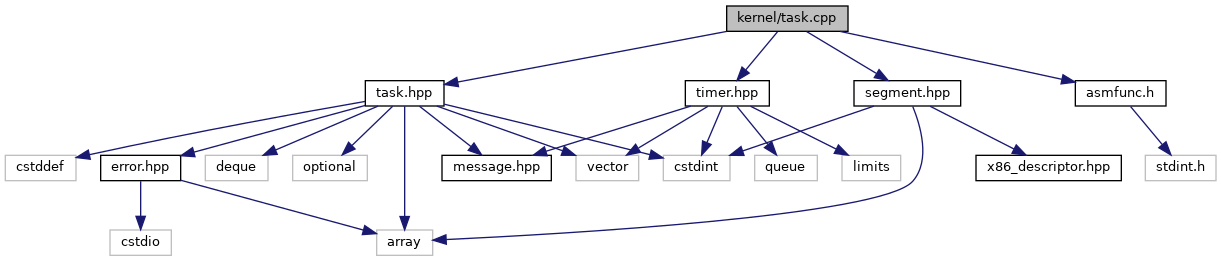 kernel/task.cpp
task.hpp
timer.hpp
segment.hpp
asmfunc.h
cstddef
error.hpp
deque
optional
message.hpp
vector
cstdint
queue
limits
x86_descriptor.hpp
stdint.h
cstdio
array